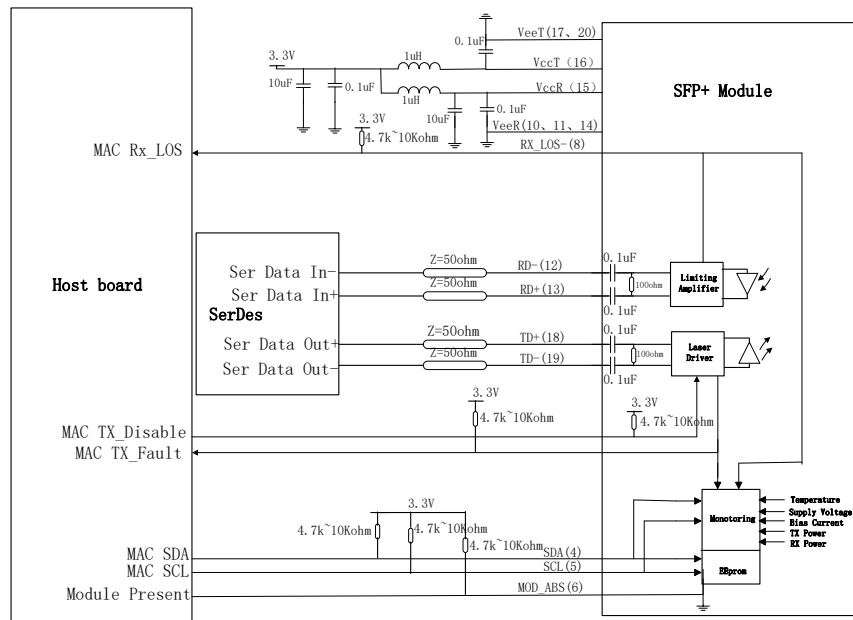 VeeT(17、20)
0.1uF
1uH
3.3V
VccT (16)
10uF
0.1uF
VccR (15)
SFP+ Module
1uH
0.1uF
10uF
3.3V
VeeR(10、11、14)
4.7k~10Kohm
MAC Rx_LOS
RX_LOS-(8)
0.1uF
Z=50ohm
RD-(12)
Ser Data In-
Limiting
Amplifier
100ohm
Host board
Z=50ohm
RD+(13)
Ser Data In+
0.1uF
SerDes
0.1uF
Z=50ohm
TD+(18)
Ser Data Out+
Laser
Driver
100ohm
Z=50ohm
TD-(19)
Ser Data Out-
0.1uF
3.3V
3.3V
4.7k~10Kohm
4.7k~10Kohm
MAC TX_Disable
MAC TX_Fault
Temperature
3.3V
Supply Voltage
Monotoring
Bias Current
4.7k~10Kohm
4.7k~10Kohm
TX Power
RX Power
4.7k~10Kohm
MAC SDA
SDA(4)
MAC SCL
SCL(5)
EEprom
Module Present
MOD_ABS(6)